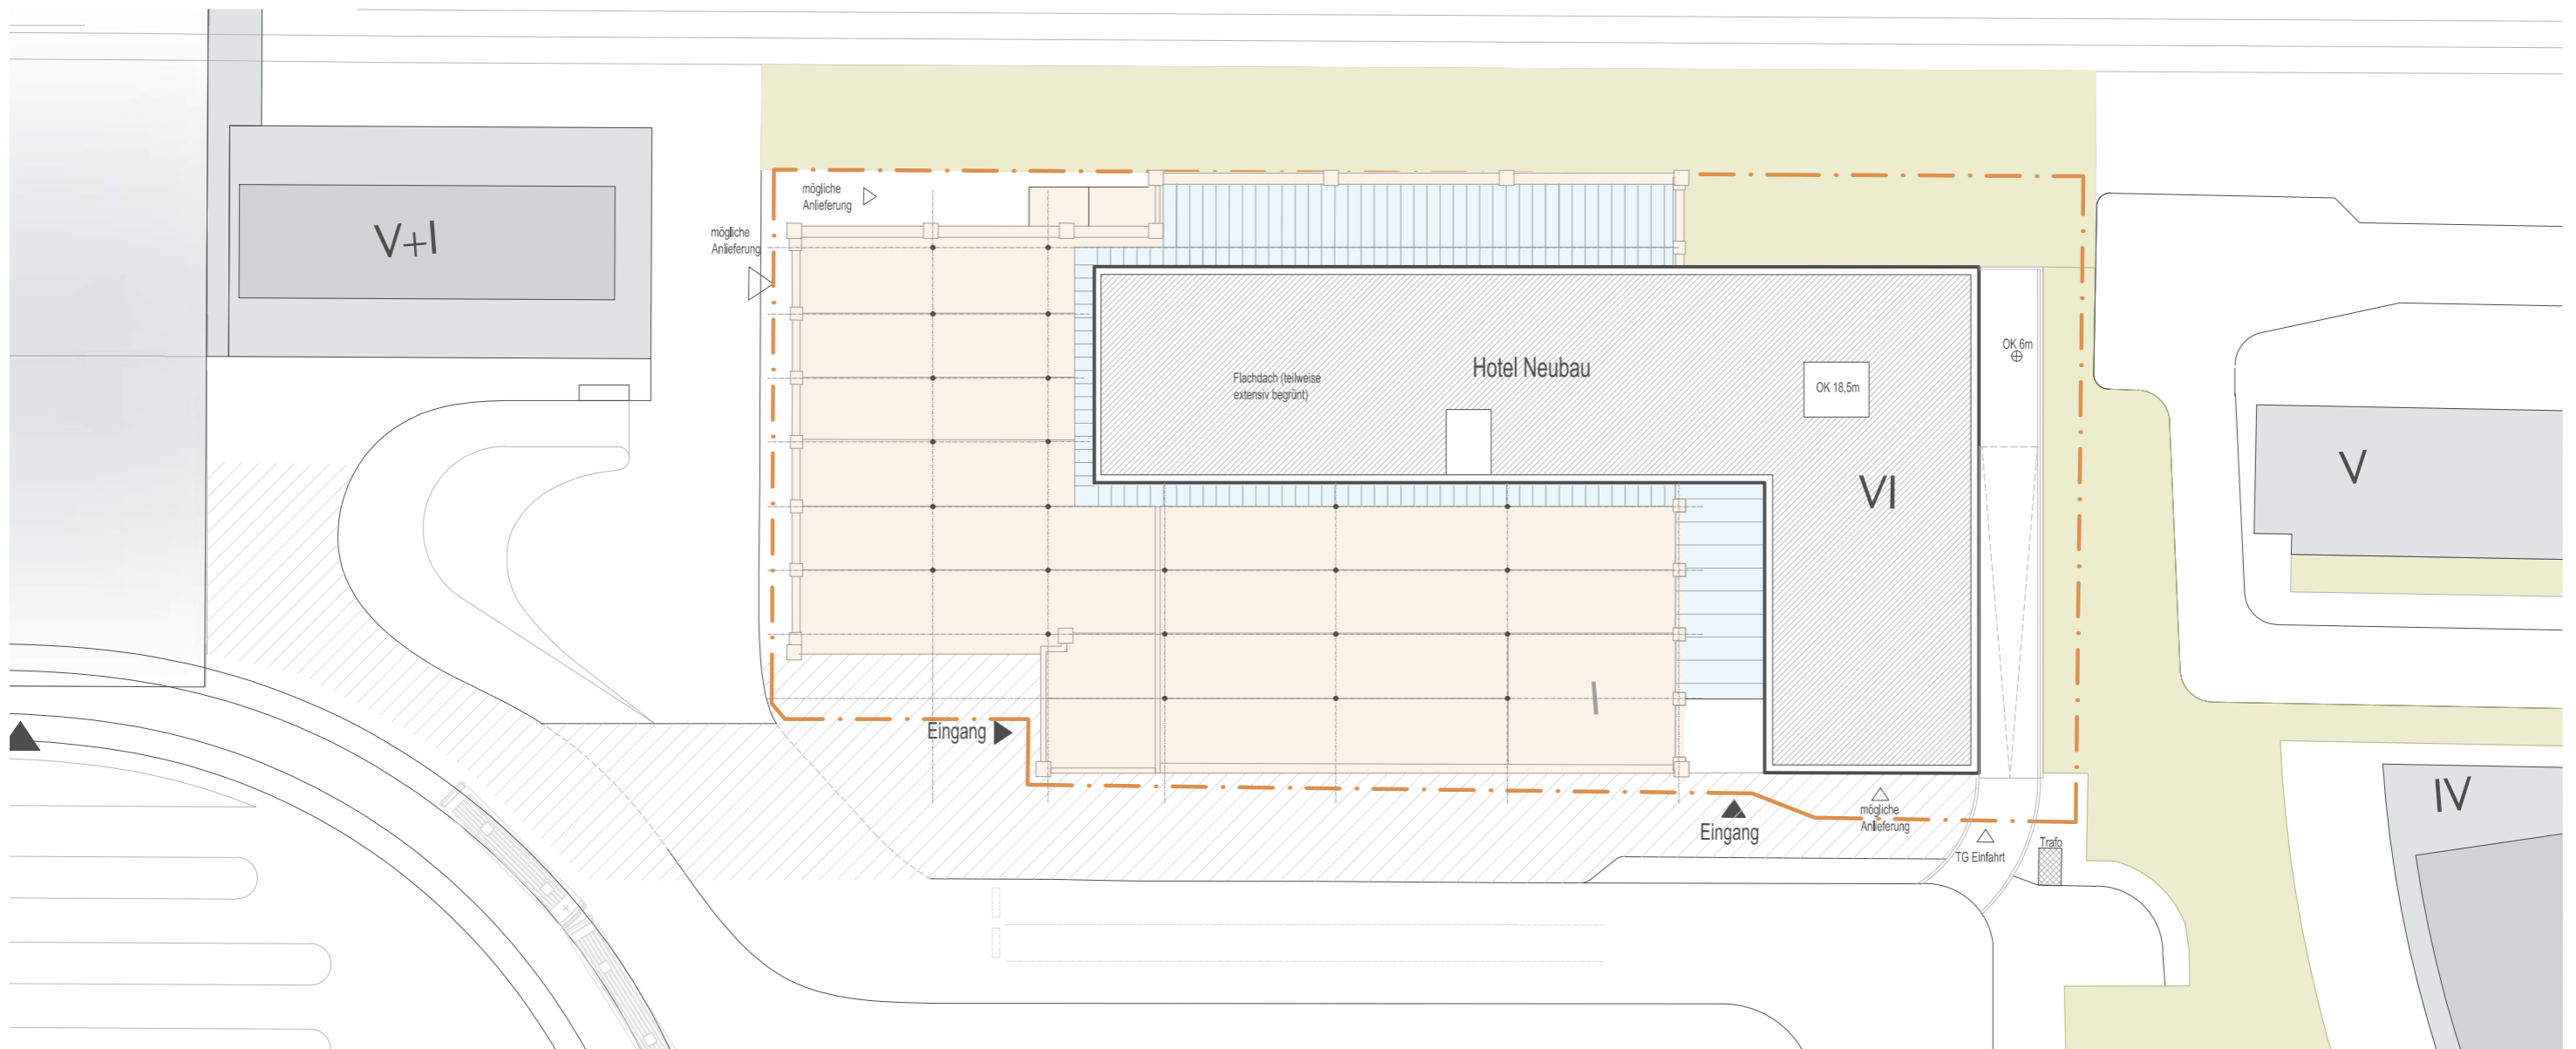 V+I
mögliche
Anlieferung
mögliche
Anlieferung
Hotel Neubau
Flachdach (teilweise
extensiv begrünt)
OK 18,5m
OK 6m
VI
V
IV
Eingang
Eingang
mögliche
Anlieferung
TG Einfahrt
Trafo